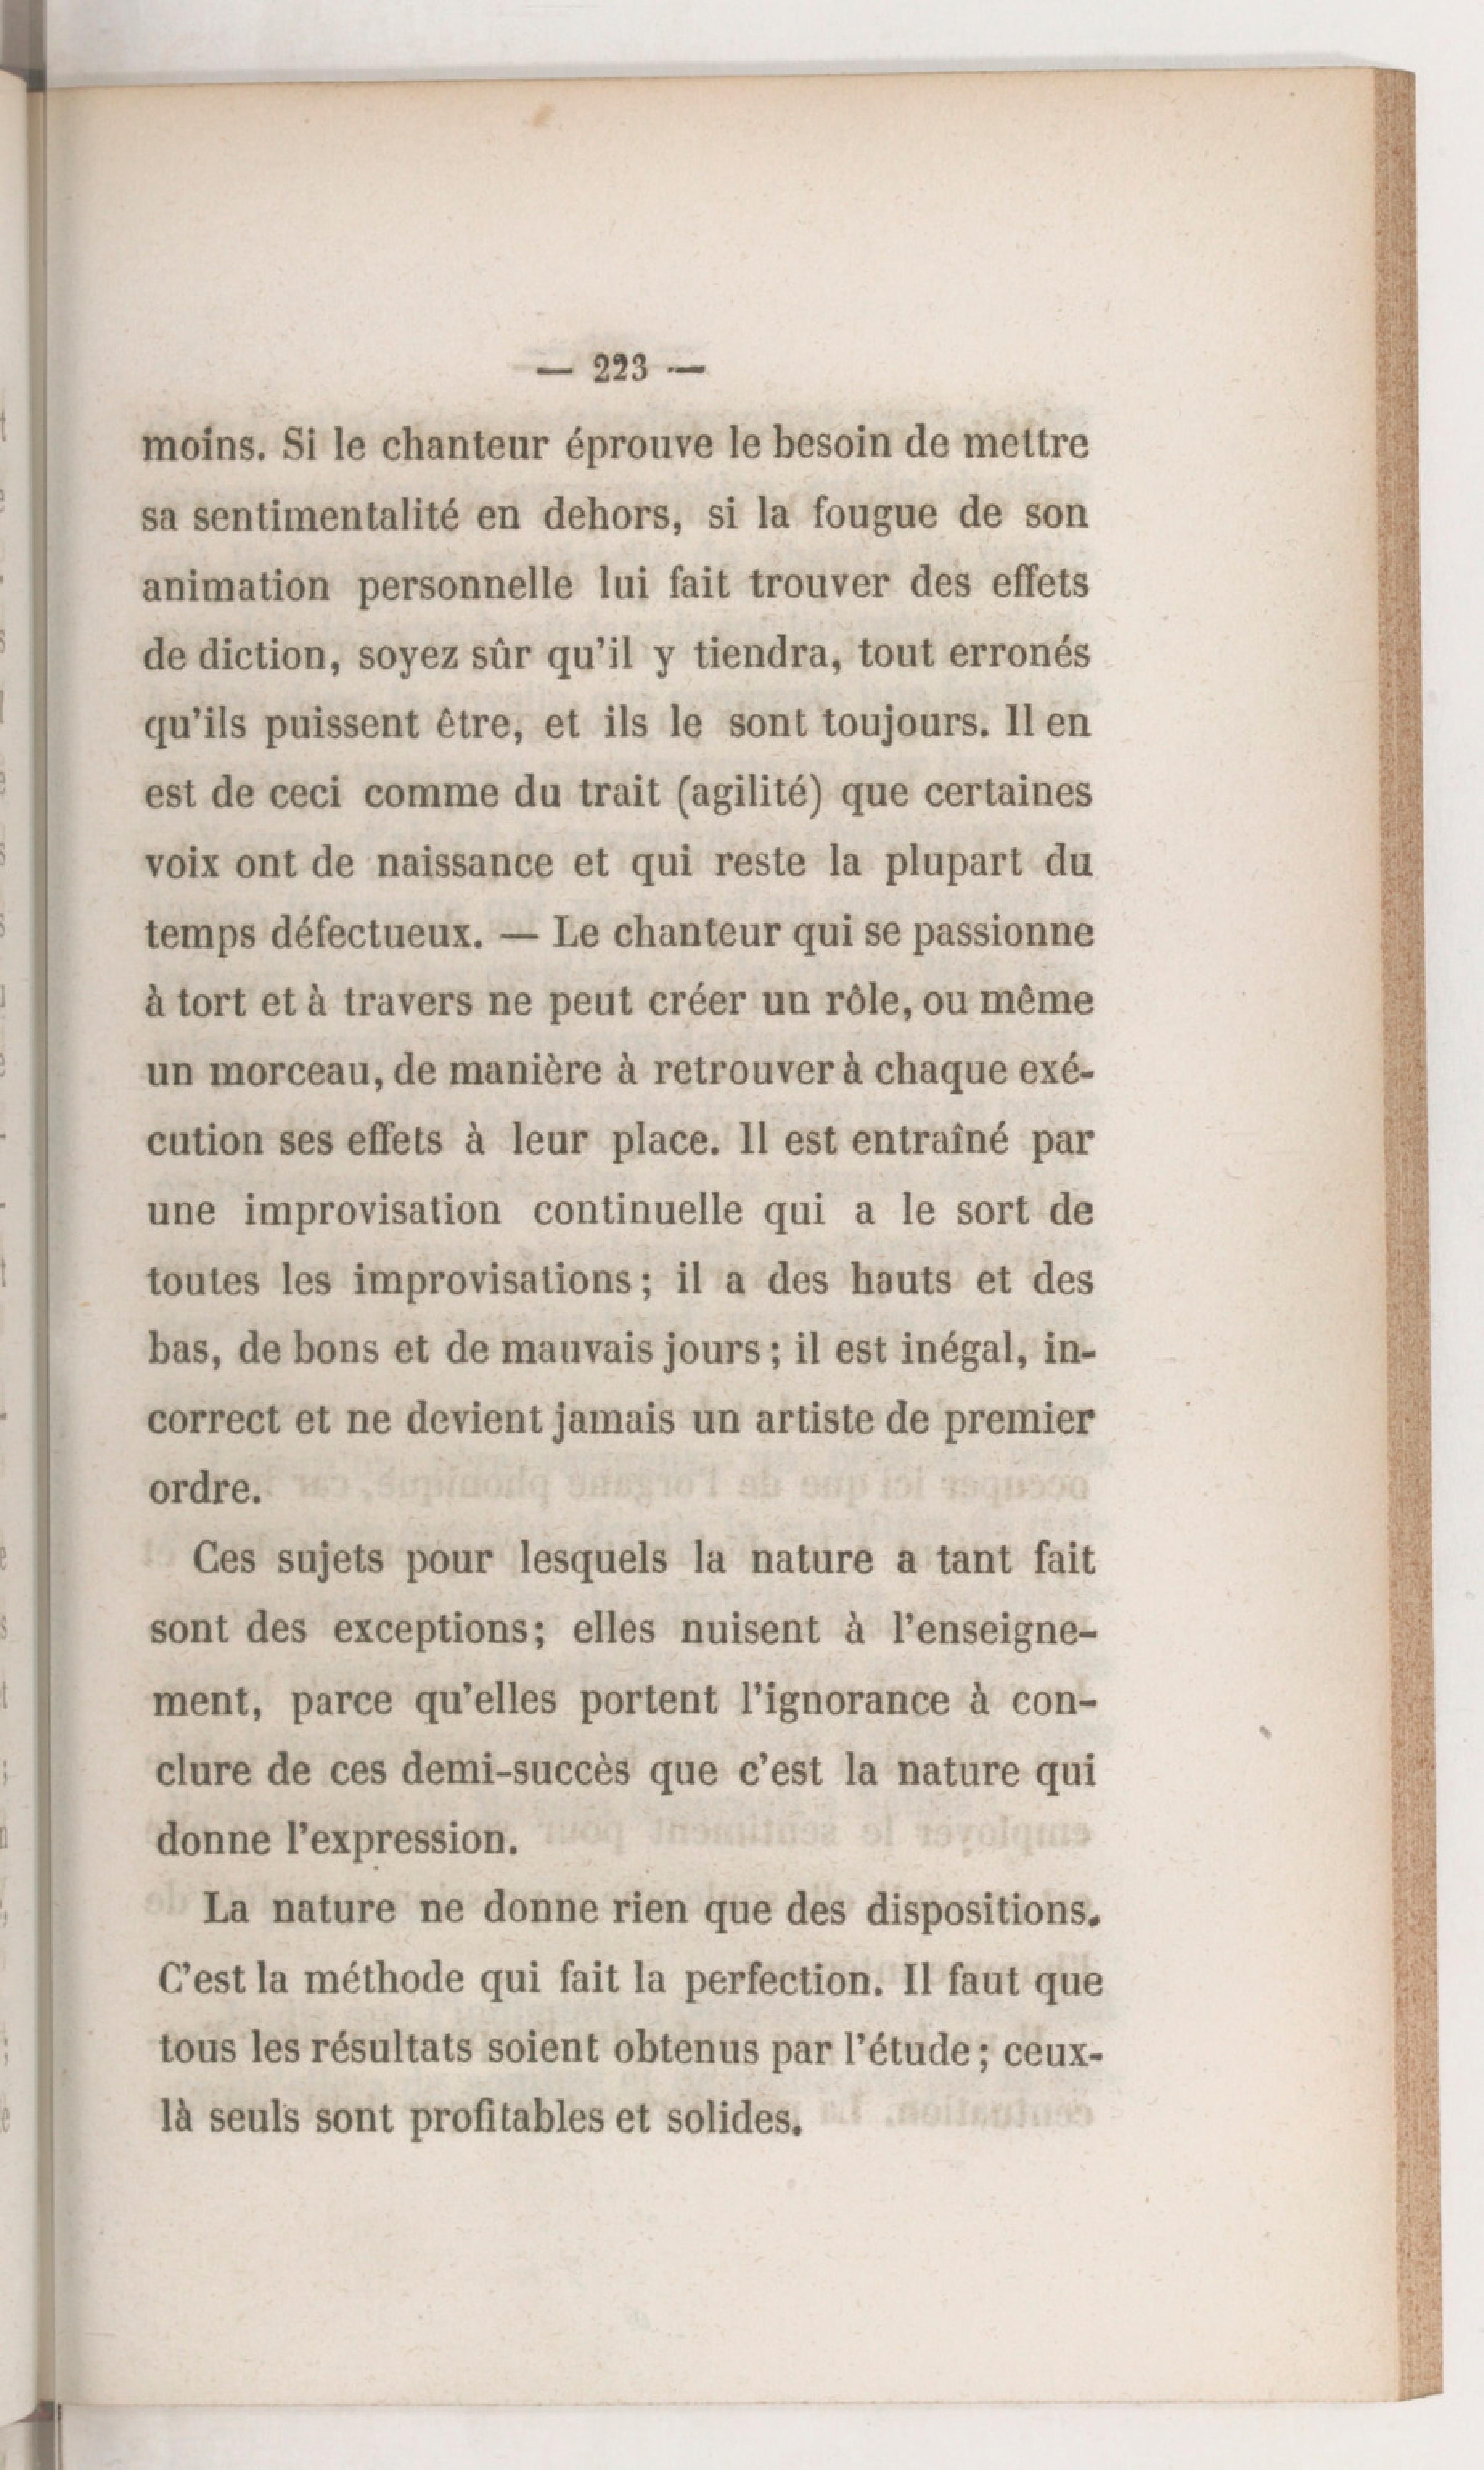 — 223 —
moins. Si le chanteur éprouve le besoin de mettre
sa sentimentalité en dehors, si la fougue de son
animation personnelle lui fait trouver des effets
de diction, soyez sûr qu'il y tiendra, tout erronés
qu'ils puissent être, et ils le sont toujours. Il en
est de ceci comme du trait (agilité) que certaines
voix ont de naissance et qui reste la plupart du
temps défectueux. — Le chanteur qui se passionne
à tort et à travers ne peut créer un rôle, ou même
un morceau, de manière à retrouver à chaque exé-
cution ses effets à leur place. Il est entraîné par
une improvisation continuelle qui a le sort de
toutes les improvisations; il a des hauts et des
bas, de bons et de mauvais jours; il est inégal, in-
correct et ne devient jamais un artiste de premier
ordre.
Ces sujets pour lesquels la nature a tant fait
sont des exceptions; elles nuisent à l'enseigne-
ment, parce qu'elles portent l'ignorance à con-
clure de ces demi-succès que c'est la nature qui
donne l'expression.
La nature ne donne rien que des dispositions.
C'est la méthode qui fait la perfection. Il faut que
tous les résultats soient obtenus par l'étude; ceux-
là seuls sont profitables et solides.